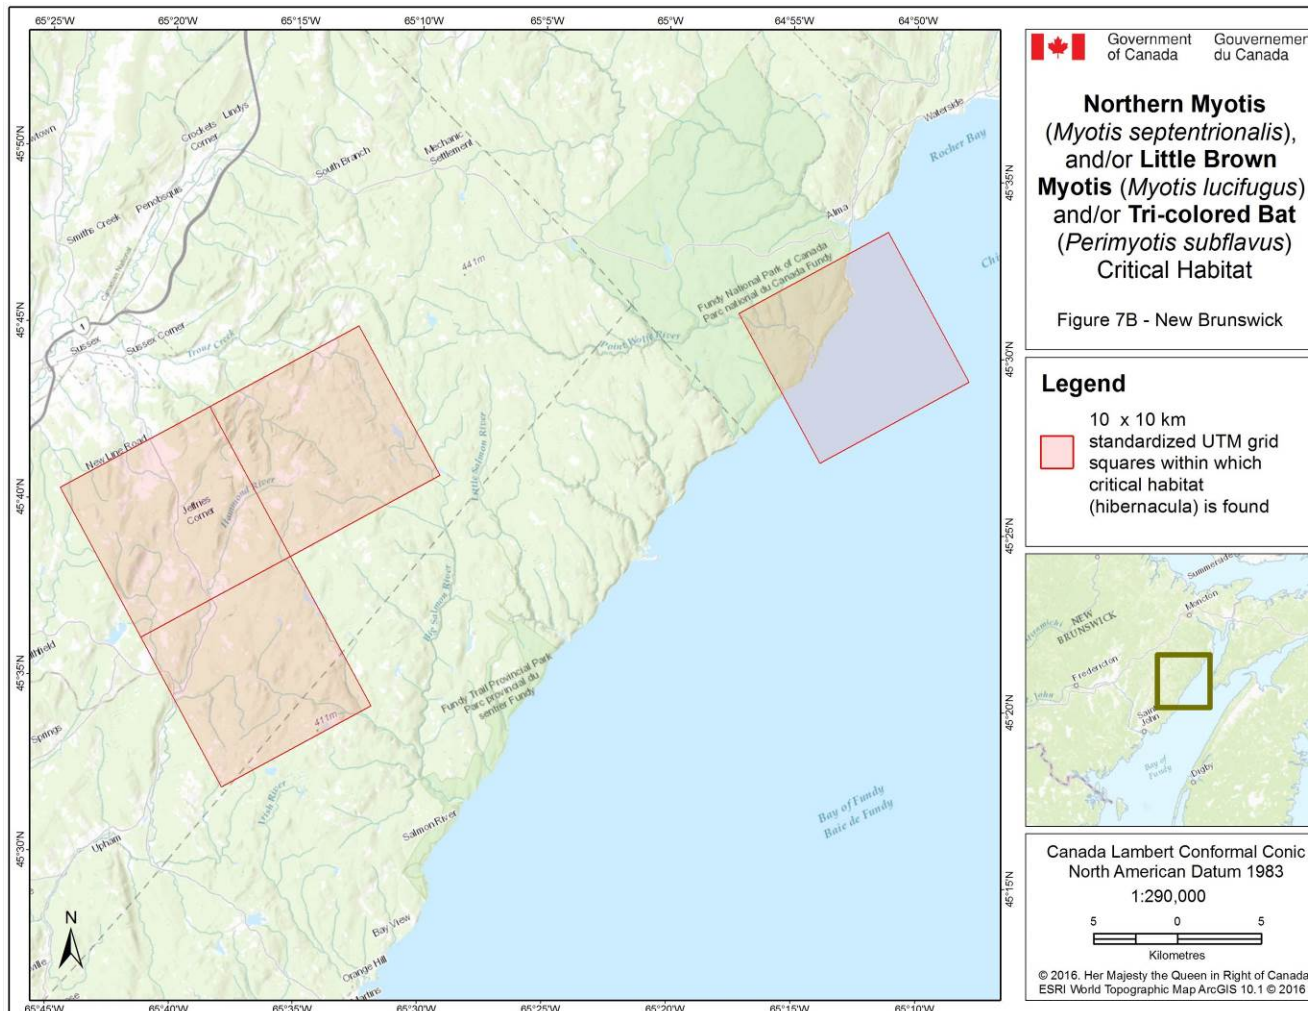 65°25'W 65°20'W 65°15'W 65°10'W 65°5'W 65°W 64°55'W 64°50'W
45°50'N
45°45'N
45°40'N
45°35'N
45°30'N
Crockets Corner
Lindys
Penobsquis
Smiths Creek
South Branch
Mechanic
Settlement
Waterside
Rocher Bay
Alma
441m
Fundy National Park of Canada
Parc national du Canada Fundy
1
Sussex
Sussex Corner
Trout Creek
Point Wolfe River
New Line Road
Jeffries
Corner
Hammond River
Little Salmon River
Big Salmon River
Fundy Trail Provincial Park
Parc provincial du
sentier Fundy
411m
Springs
Irish River
Upham
Salmon River
Bay of Fundy
Baie de Fundy
Bay View
Orange Hill
N
45°35'N
45°30'N
45°25'N
45°20'N
45°15'N
65°45'W 65°40'W 65°35'W 65°30'W 65°25'W 65°20'W 65°15'W 65°10'W
Government Gouvernement
of Canada du Canada
Northern Myotis
(Myotis septentrionalis),
and/or Little Brown
Myotis (Myotis lucifugus)
and/or Tri-colored Bat
(Perimyotis subflavus)
Critical Habitat
Figure 7B - New Brunswick
Legend
10 x 10 km
standardized UTM grid
squares within which
critical habitat
(hibernacula) is found
Summerside
Moncton
NEW
BRUNSWICK
Fredericton
Saint
John
Bay of
Fundy
Digby
Canada Lambert Conformal Conic
North American Datum 1983
1:290,000
5 0 5
Kilometres
© 2016. Her Majesty the Queen in Right of Canada
ESRI World Topographic Map ArcGIS 10.1 © 2016